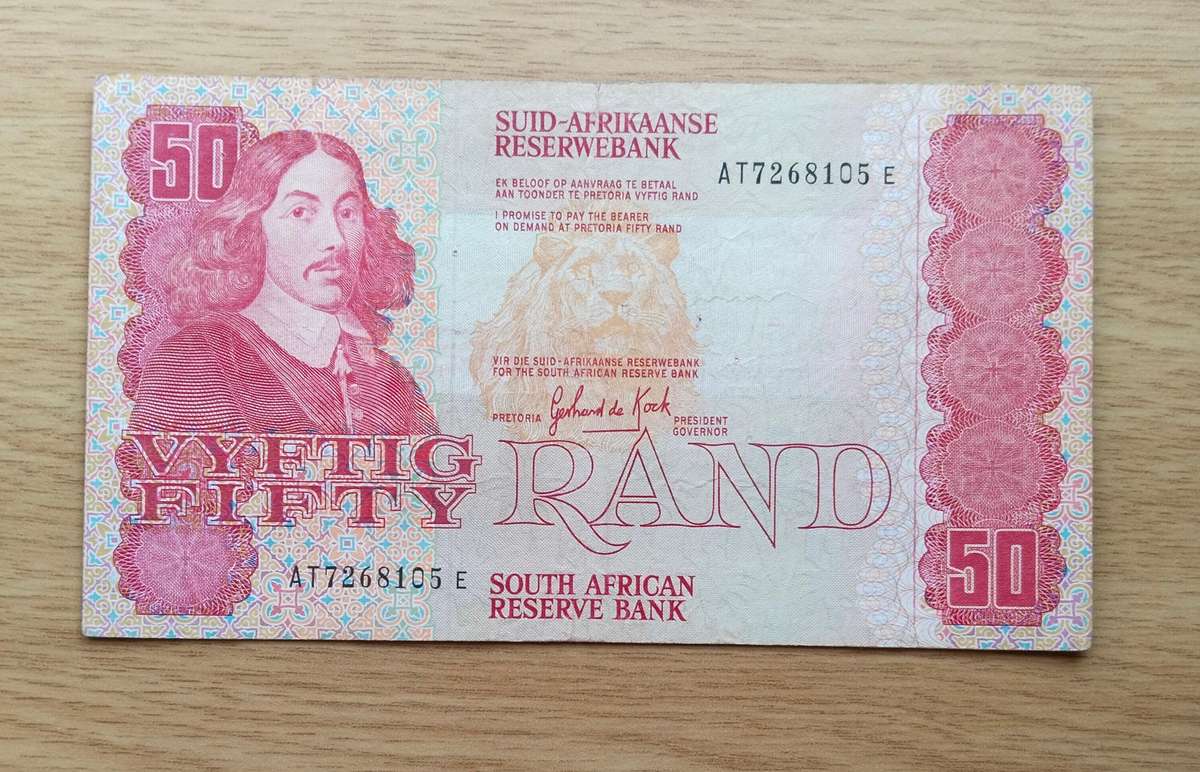 50
SUID-AFRIKAANSE
RESERWEBANK
AT7268105 E
EK BELOOF OP AANVRAAG TE BETAAL
AAN TOONDER TE PRETORIA VYFTIG RAND
I PROMISE TO PAY THE BEARER
ON DEMAND AT PRETORIA FIFTY RAND
VIR DIE SUID-AFRIKAANSE RESERWEBANK
FOR THE SOUTH AFRICAN RESERVE BANK
PRETORIA Gerhard de Kock PRESIDENT
GOVERNOR
VYFTIG
FIFTY
RAND
50
AT7268105 E
SOUTH AFRICAN
RESERVE BANK